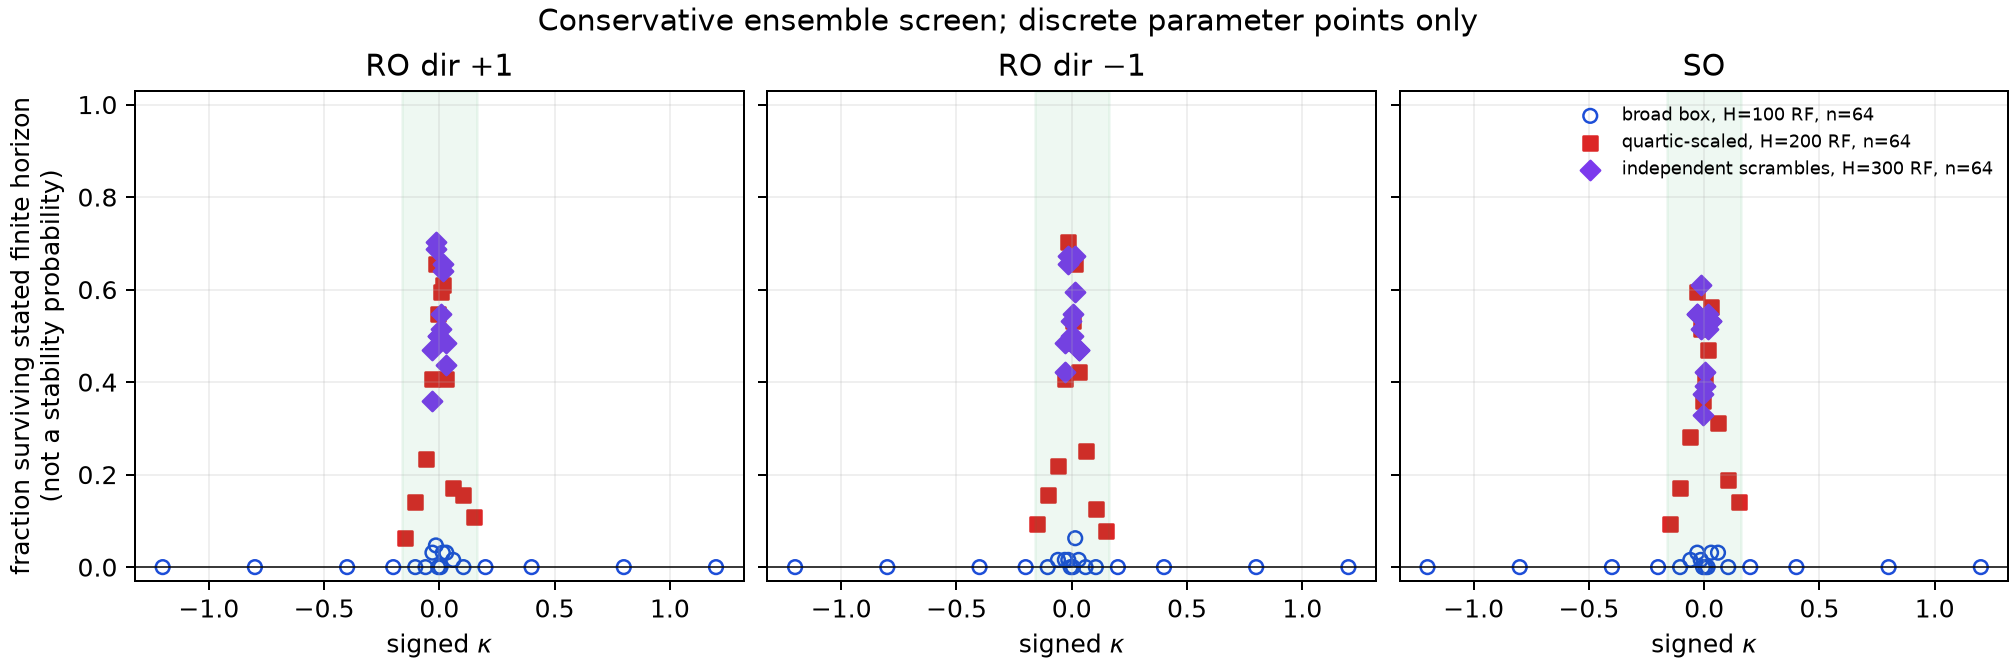 Conservative ensemble screen; discrete parameter points only
RO dir +1
RO dir −1
SO
fraction surviving stated finite horizon
(not a stability probability)
1.0
0.8
0.6
0.4
0.2
0.0
broad box, H=100 RF, n=64
quartic-scaled, H=200 RF, n=64
independent scrambles, H=300 RF, n=64
−1.0 −0.5 0.0 0.5 1.0
−1.0 −0.5 0.0 0.5 1.0
−1.0 −0.5 0.0 0.5 1.0
signed κ
signed κ
signed κ